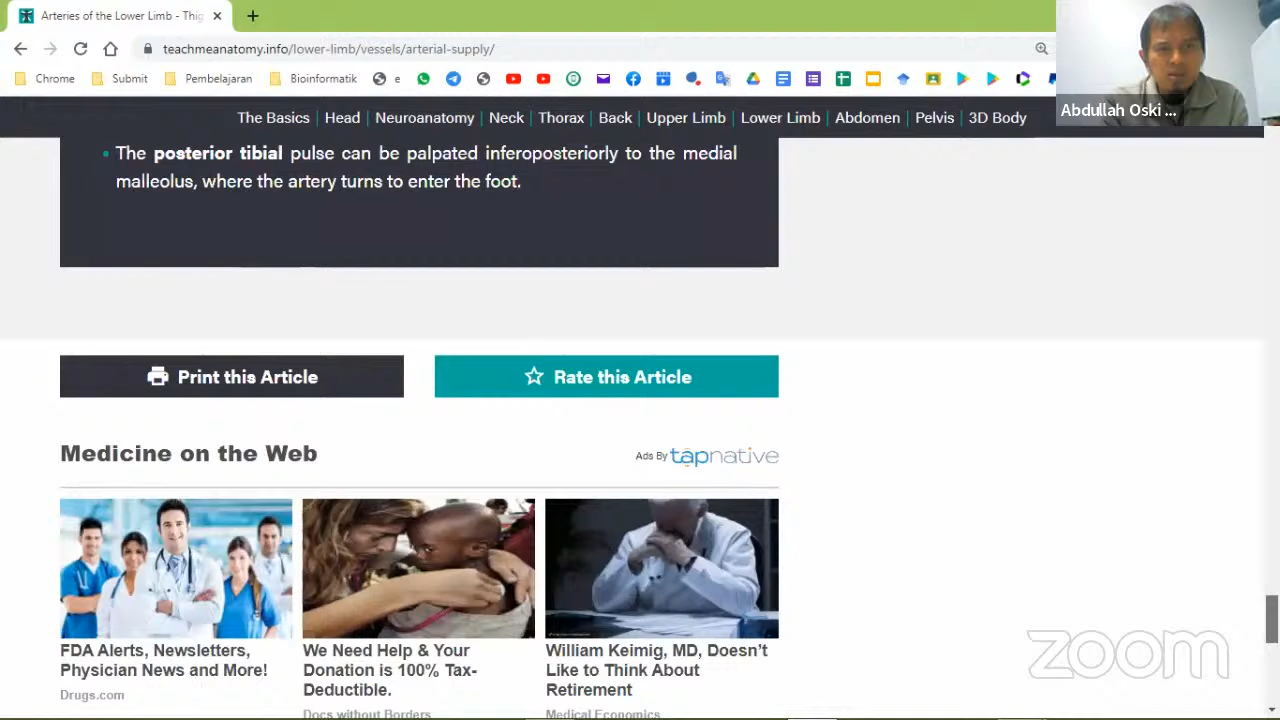 Arteries of the Lower Limb - Thig
teachmeanatomy.info/lower-limb/vessels/arterial-supply/
Chrome Submit Pembelajaran Bioinformatik e
Abdullah Oski ...
The Basics | Head | Neuroanatomy | Neck | Thorax | Back | Upper Limb | Lower Limb | Abdomen | Pelvis | 3D Body
• The posterior tibial pulse can be palpated inferoposteriorly to the medial
malleolus, where the artery turns to enter the foot.
Print this Article
Rate this Article
Medicine on the Web
Ads By tapnative
FDA Alerts, Newsletters,
Physician News and More!
Drugs.com
We Need Help & Your
Donation is 100% Tax-
Deductible.
Docs without Borders
William Keimig, MD, Doesn't
Like to Think About
Retirement
Medical Economics
zoom